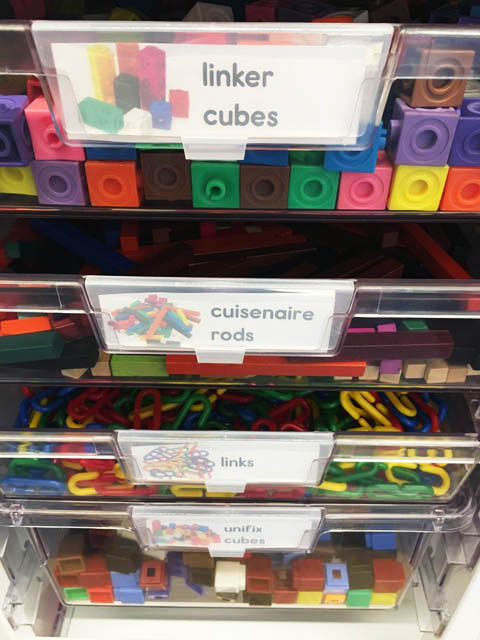 linker
cubes
cuisenaire
rods
links
unifix
cubes